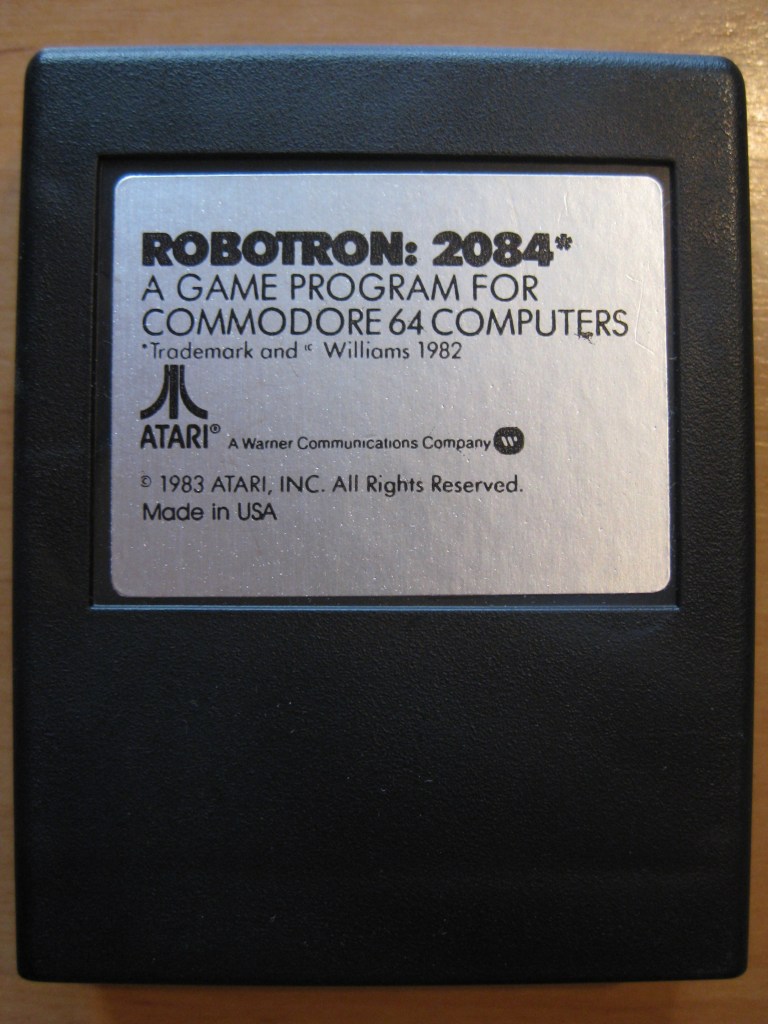 ROBOTRON: 2084*
A GAME PROGRAM FOR
COMMODORE 64 COMPUTERS
*Trademark and © Williams 1982
ATARI® A Warner Communications Company
© 1983 ATARI, INC. All Rights Reserved.
Made in USA